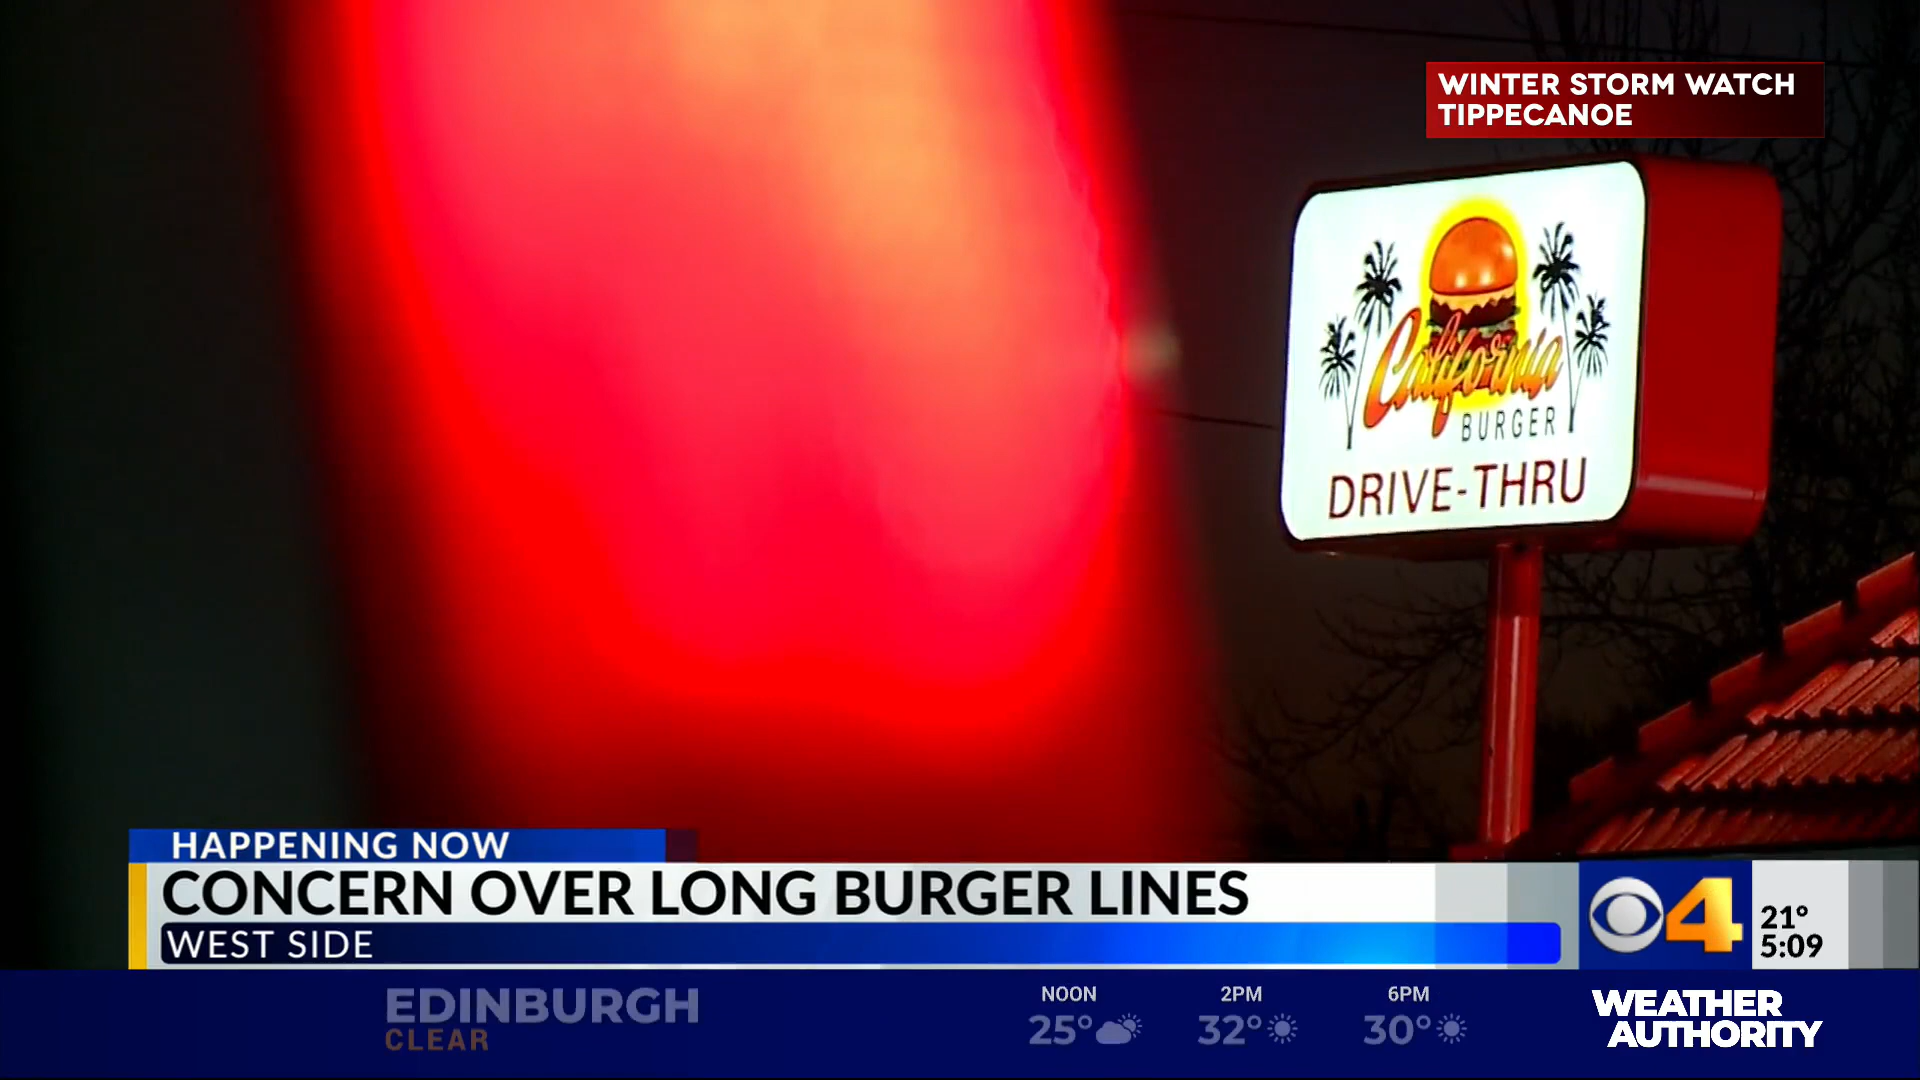 WINTER STORM WATCH
TIPPECANOE
California
BURGER
DRIVE-THRU
HAPPENING NOW
CONCERN OVER LONG BURGER LINES
WEST SIDE
4
21°
5:09
EDINBURGH
CLEAR
NOON
25°
2PM
32°
6PM
30°
WEATHER
AUTHORITY